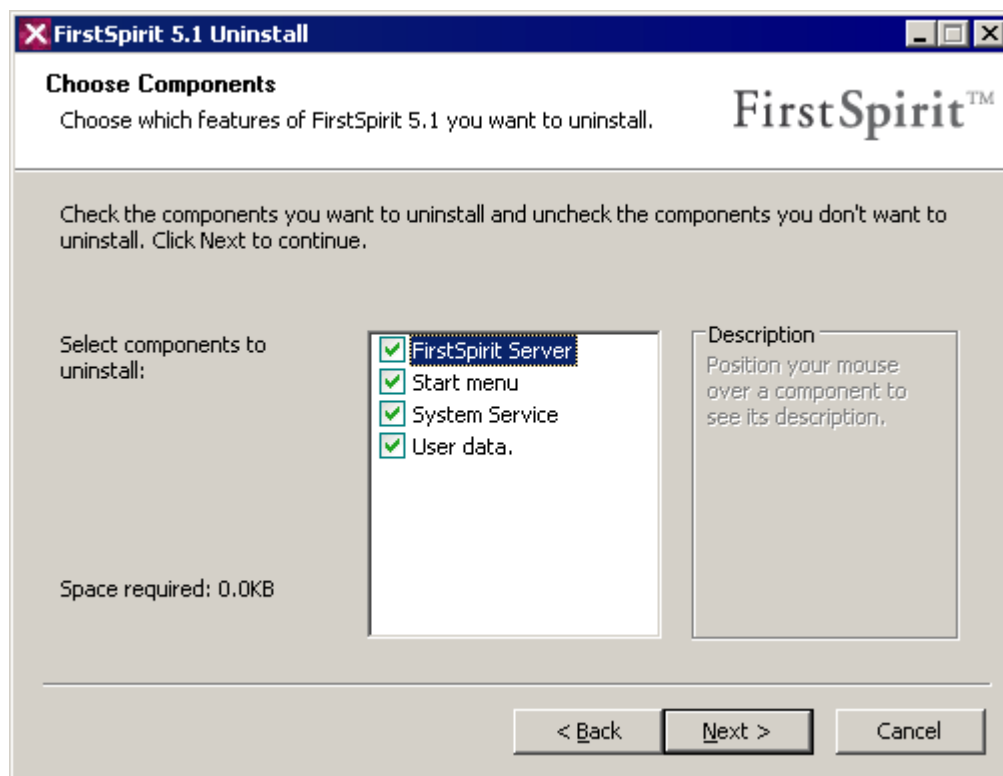 FirstSpirit 5.1 Uninstall
Choose Components
Choose which features of FirstSpirit 5.1 you want to uninstall.
FirstSpirit™
Check the components you want to uninstall and uncheck the components you don't want to
uninstall. Click Next to continue.
Select components to
uninstall:
FirstSpirit Server
Start menu
System Service
User data.
Description
Position your mouse
over a component to
see its description.
Space required: 0.0KB
< Back
Next >
Cancel